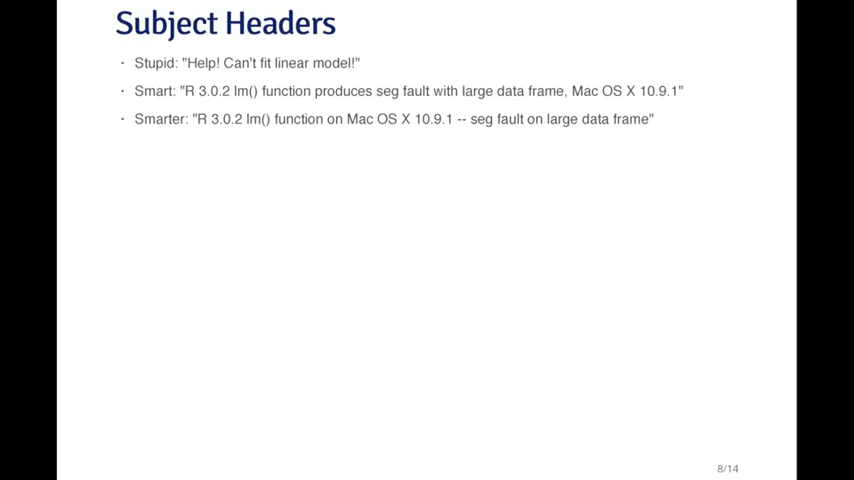 Subject Headers
· Stupid: "Help! Can't fit linear model!"
· Smart: "R 3.0.2 lm() function produces seg fault with large data frame, Mac OS X 10.9.1"
· Smarter: "R 3.0.2 lm() function on Mac OS X 10.9.1 -- seg fault on large data frame"
8/14